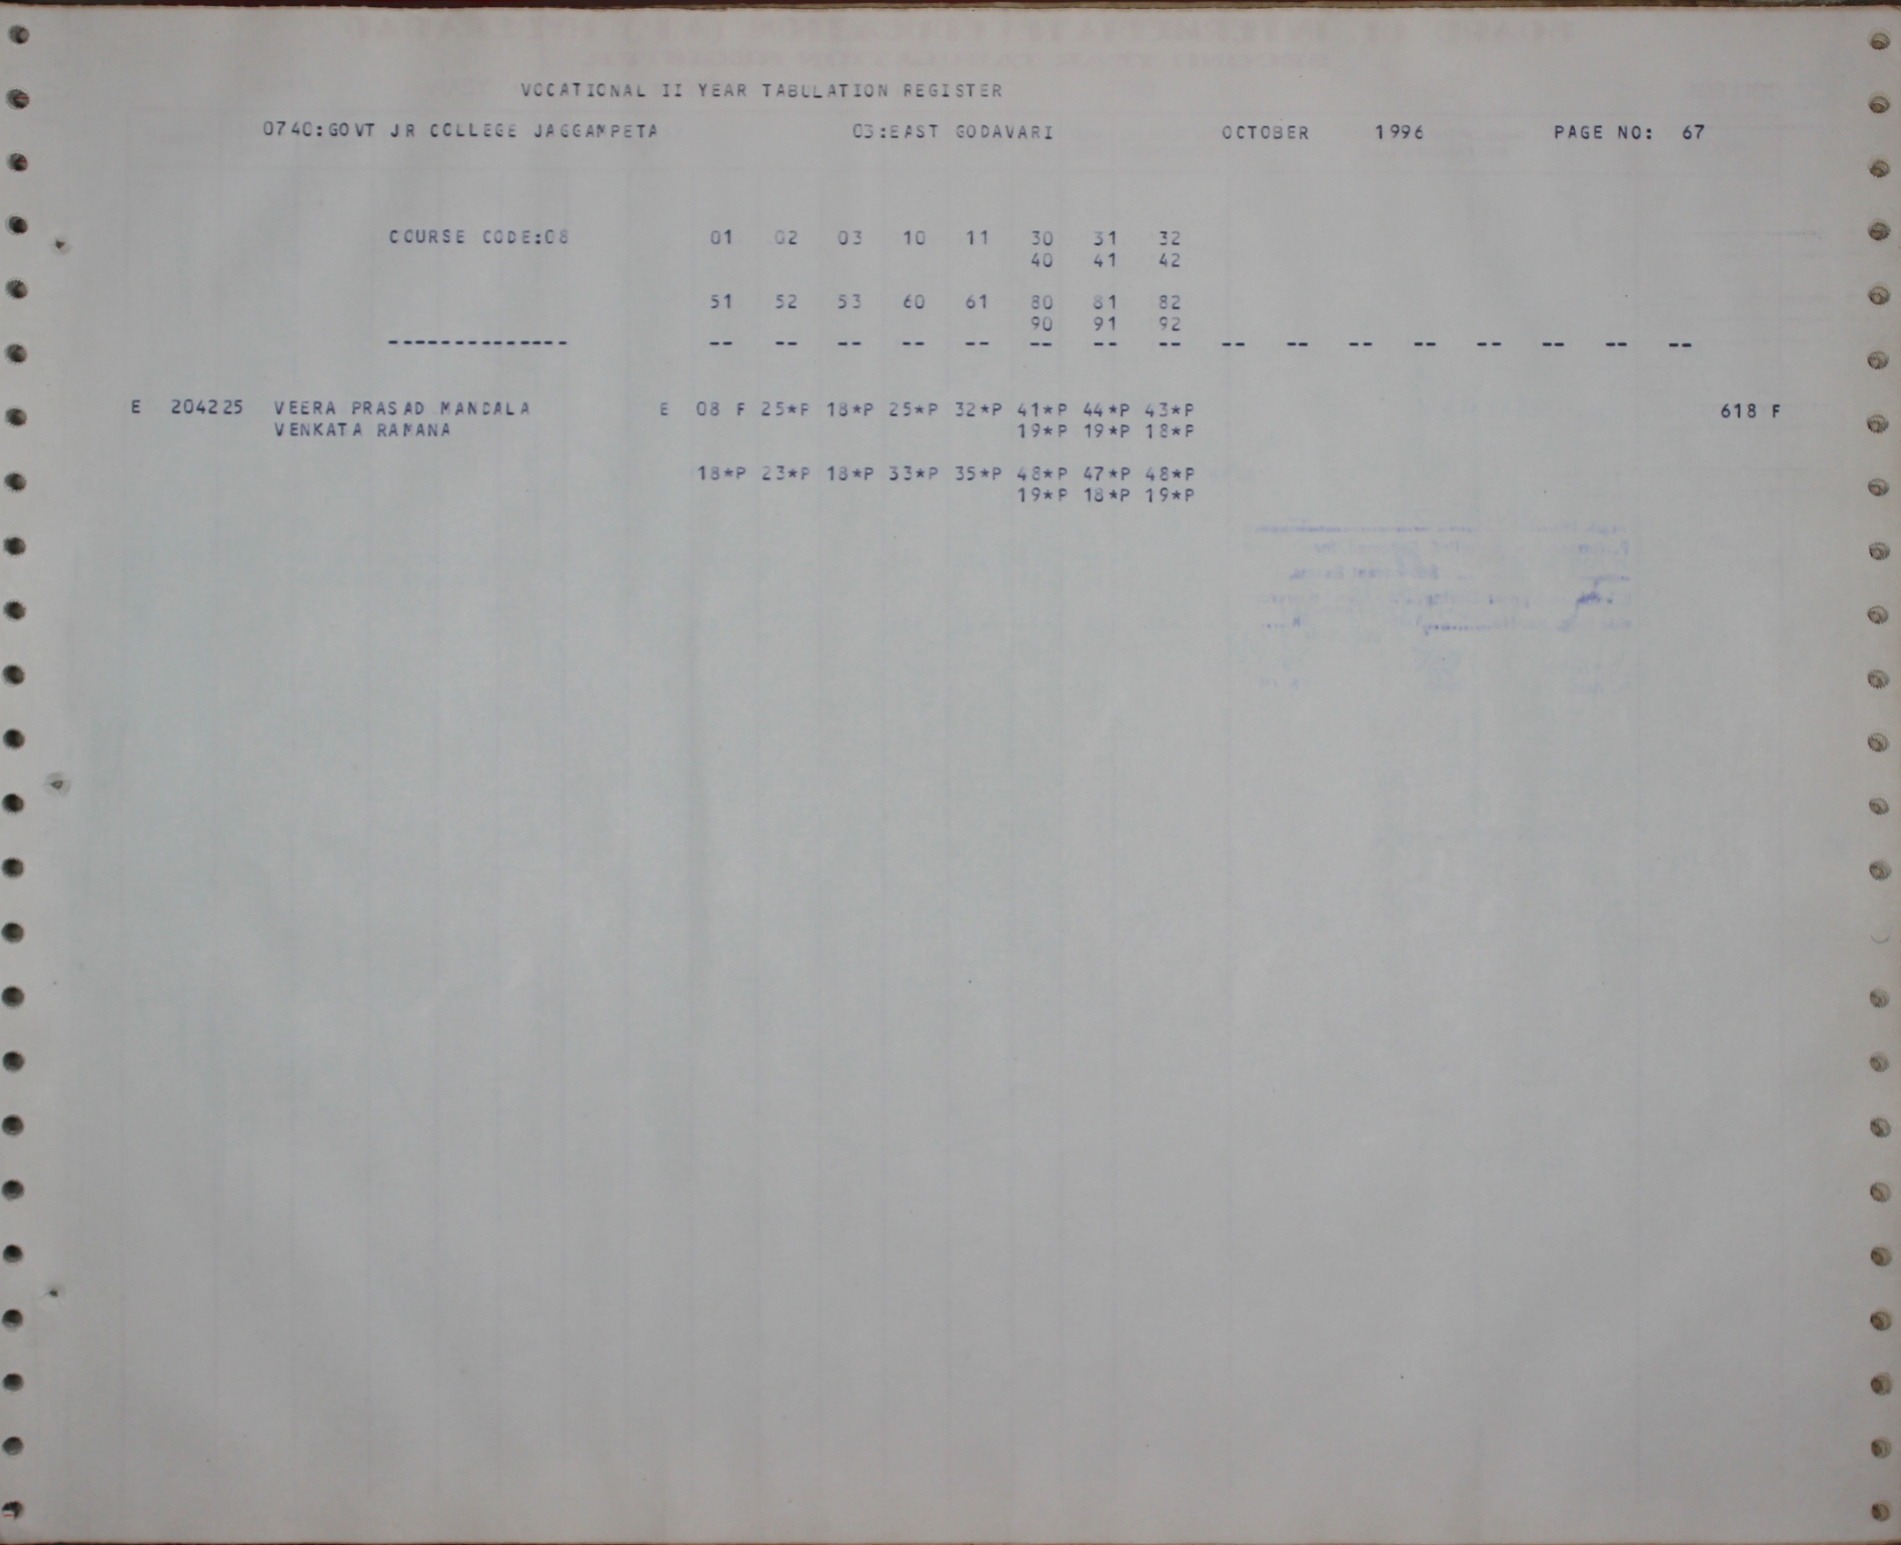 VOCATIONAL II YEAR TABULATION REGISTER
0740:GOVT JR COLLEGE JAGGAMPETA 03:EAST GODAVARI OCTOBER 1996 PAGE NO: 67
COURSE CODE:08 01 02 03 10 11 30 31 32
40 41 42
51 52 53 60 61 80 81 82
90 91 92
-------------- -- -- -- -- -- -- -- -- -- -- -- -- -- -- -- --
E 204225 VEERA PRASAD MANDALA E 08 F 25*P 18*P 25*P 32*P 41*P 44*P 43*P 618 F
VENKATA RAMANA 19*P 19*P 18*P
18*P 23*P 18*P 33*P 35*P 48*P 47*P 48*P
19*P 18*P 19*P